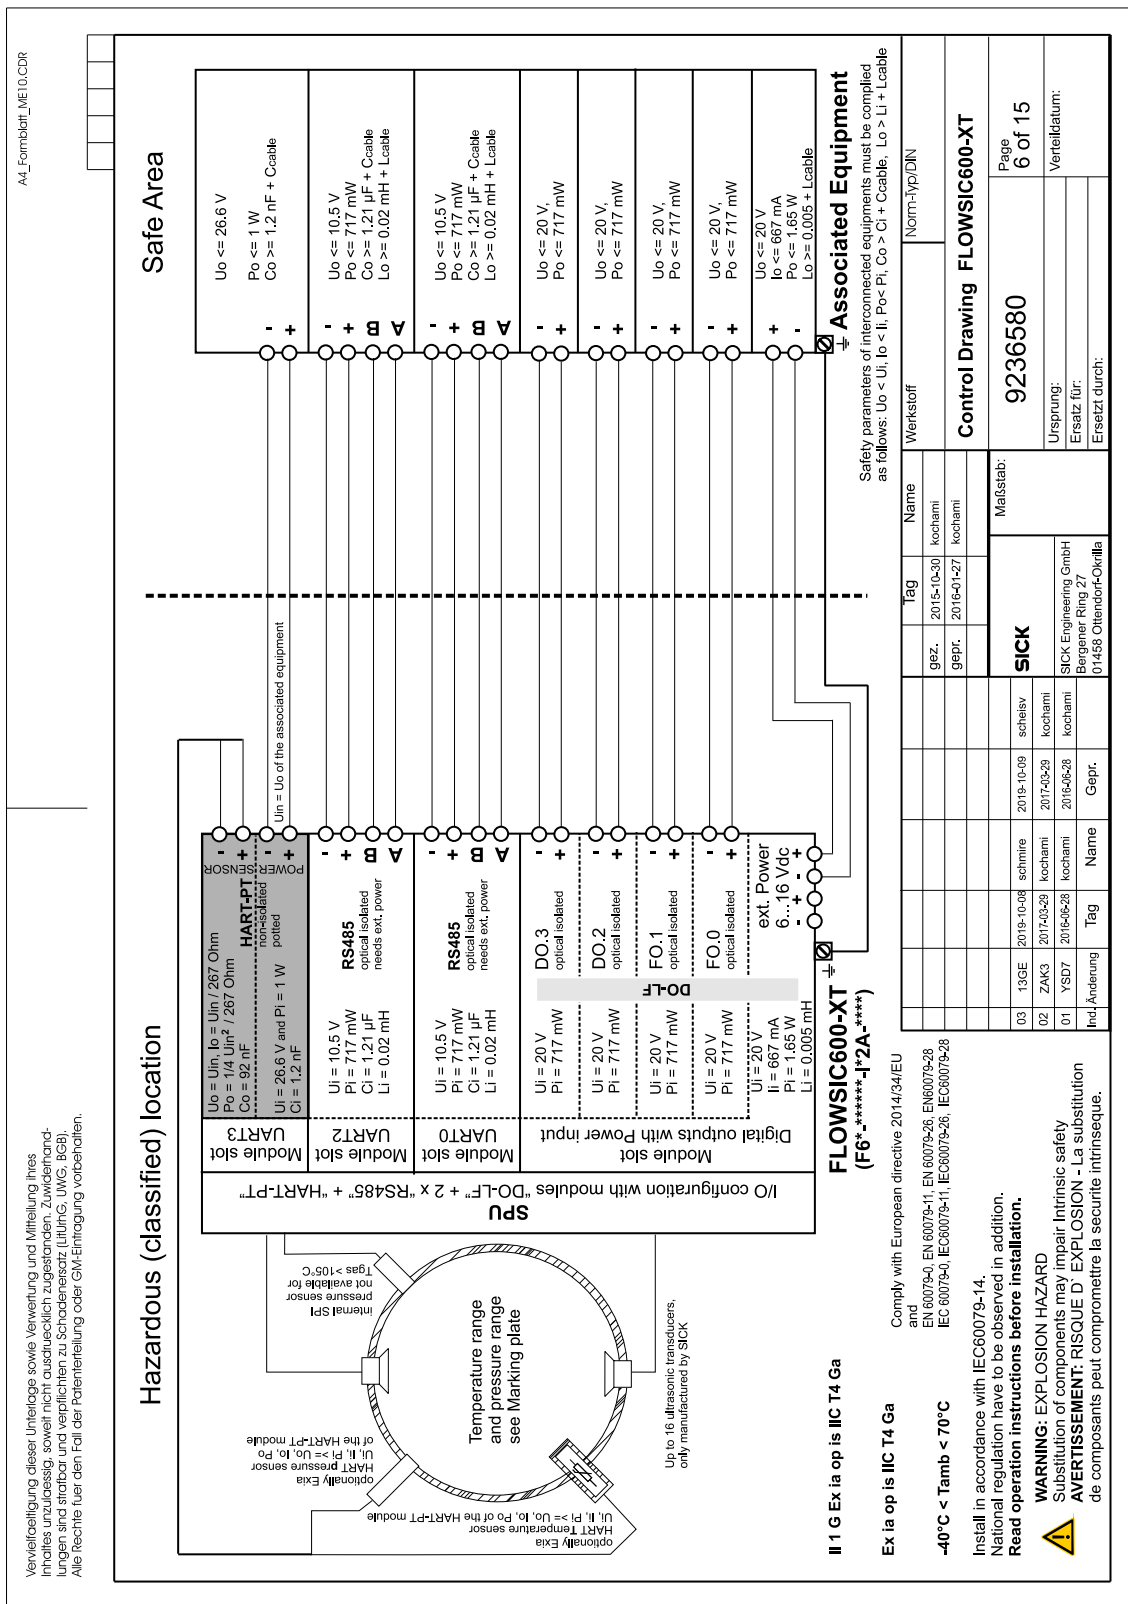 Vervielfaeltigung dieser Unterlage sowie Verwertung und Mitteilung ihres
Inhaltes unzulaessig, soweit nicht ausdruecklich zugestanden. Zuwiderhand-
lungen sind strafbar und verpflichten zu Schadenersatz (LitUrhG, UWG, BGB).
Alle Rechte fuer den Fall der Patenterteilung oder GM-Eintragung vorbehalten.
A4_Formblatt_ME10.CDR
Hazardous (classified) location
Safe Area
optionally Exia
HART Temperature sensor
Ui, Ii, Pi >= Uo, Io, Po of the HART-PT module
optionally Exia
HART pressure sensor
Ui, Ii, Pi >= Uo, Io, Po
of the HART-PT module
internal SPI
pressure sensor
not available for
Tgas >105°C
Temperature range
and pressure range
see Marking plate
Up to 16 ultrasonic transducers,
only manufactured by SICK
SPU
I/O configuration with modules "DO-LF" + 2 x "RS485" + "HART-PT"
Module slot
UART3
Uo = Uin, Io = Uin / 267 Ohm
Po = 1/4 Uin² / 267 Ohm
Co = 92 nF
HART-PT
non-isolated
potted
Ui = 26.6 V and Pi = 1 W
Ci = 1.2 nF
SENSOR
- +
POWER
- +
Uin = Uo of the associated equipment
Module slot
UART2
Ui = 10.5 V
Pi = 717 mW
Ci = 1.21 µF
Li = 0.02 mH
RS485
optical isolated
needs ext. power
-
+
B
A
Module slot
UART0
Ui = 10.5 V
Pi = 717 mW
Ci = 1.21 µF
Li = 0.02 mH
RS485
optical isolated
needs ext. power
-
+
B
A
Module slot
Digital outputs with Power input
DO-LF
Ui = 20 V
Pi = 717 mW
DO.3
optical isolated
-
+
Ui = 20 V
Pi = 717 mW
DO.2
optical isolated
-
+
Ui = 20 V
Pi = 717 mW
FO.1
optical isolated
-
+
Ui = 20 V
Pi = 717 mW
FO.0
optical isolated
-
+
Ui = 20 V
Ii = 667 mA
Pi = 1.65 W
Li = 0.005 mH
ext. Power
6...16 Vdc
- + - +
FLOWSIC600-XT
(F6*-******-I*2A-****)
-
+
Uo <= 26.6 V
Po <= 1 W
Co >= 1.2 nF + Ccable
-
+
B
A
Uo <= 10.5 V
Po <= 717 mW
Co >= 1.21 µF + Ccable
Lo >= 0.02 mH + Lcable
-
+
B
A
Uo <= 10.5 V
Po <= 717 mW
Co >= 1.21 µF + Ccable
Lo >= 0.02 mH + Lcable
-
+
Uo <= 20 V,
Po <= 717 mW
-
+
Uo <= 20 V,
Po <= 717 mW
-
+
Uo <= 20 V,
Po <= 717 mW
-
+
Uo <= 20 V,
Po <= 717 mW
+
-
Uo <= 20 V
Io <= 667 mA
Po <= 1.65 W
Lo >= 0.005 + Lcable
Associated Equipment
Safety parameters of interconnected equipments must be complied
as follows: Uo < Ui, Io < Ii, Po< Pi, Co > Ci + Ccable, Lo > Li + Lcable
II 1 G Ex ia op is IIC T4 Ga
Ex ia op is IIC T4 Ga
-40°C < Tamb < 70°C
Comply with European directive 2014/34/EU
and
EN 60079-0, EN 60079-11, EN 60079-26, EN60079-28
IEC 60079-0, IEC60079-11, IEC60079-26, IEC60079-28
Install in accordance with IEC60079-14.
National regulation have to be observed in addition.
Read operation instructions before installation.
WARNING: EXPLOSION HAZARD
Substitution of components may impair Intrinsic safety
AVERTISSEMENT: RISQUE D` EXPLOSION - La substitution
de composants peut compromettre la securite intrinseque.
03 13GE 2019-10-08 schmire 2019-10-09 scheisv
02 ZAK3 2017-03-29 kochami 2017-03-29 kochami
01 YSD7 2016-06-28 kochami 2016-06-28 kochami
Ind. Änderung Tag Name Gepr.
Tag Name
gez. 2015-10-30 kochami
gepr. 2016-01-27 kochami
SICK
SICK Engineering GmbH
Bergener Ring 27
01458 Ottendorf-Okrilla
Maßstab:
Werkstoff
Norm-Typ/DIN
Control Drawing FLOWSIC600-XT
9236580
Page
6 of 15
Ursprung:
Ersatz für:
Ersetzt durch:
Verteildatum: